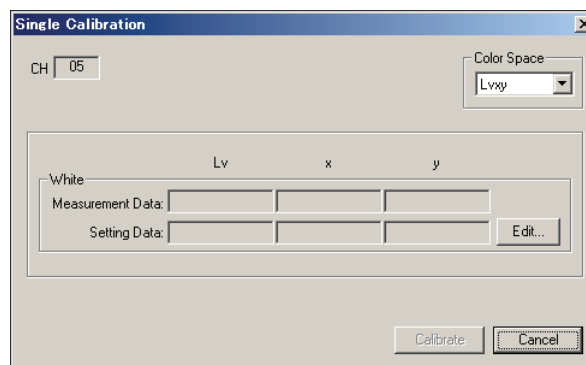 Single Calibration
CH 05
Color Space
Lvxy
Lv x y
White
Measurement Data:
Setting Data: Edit...
Calibrate Cancel